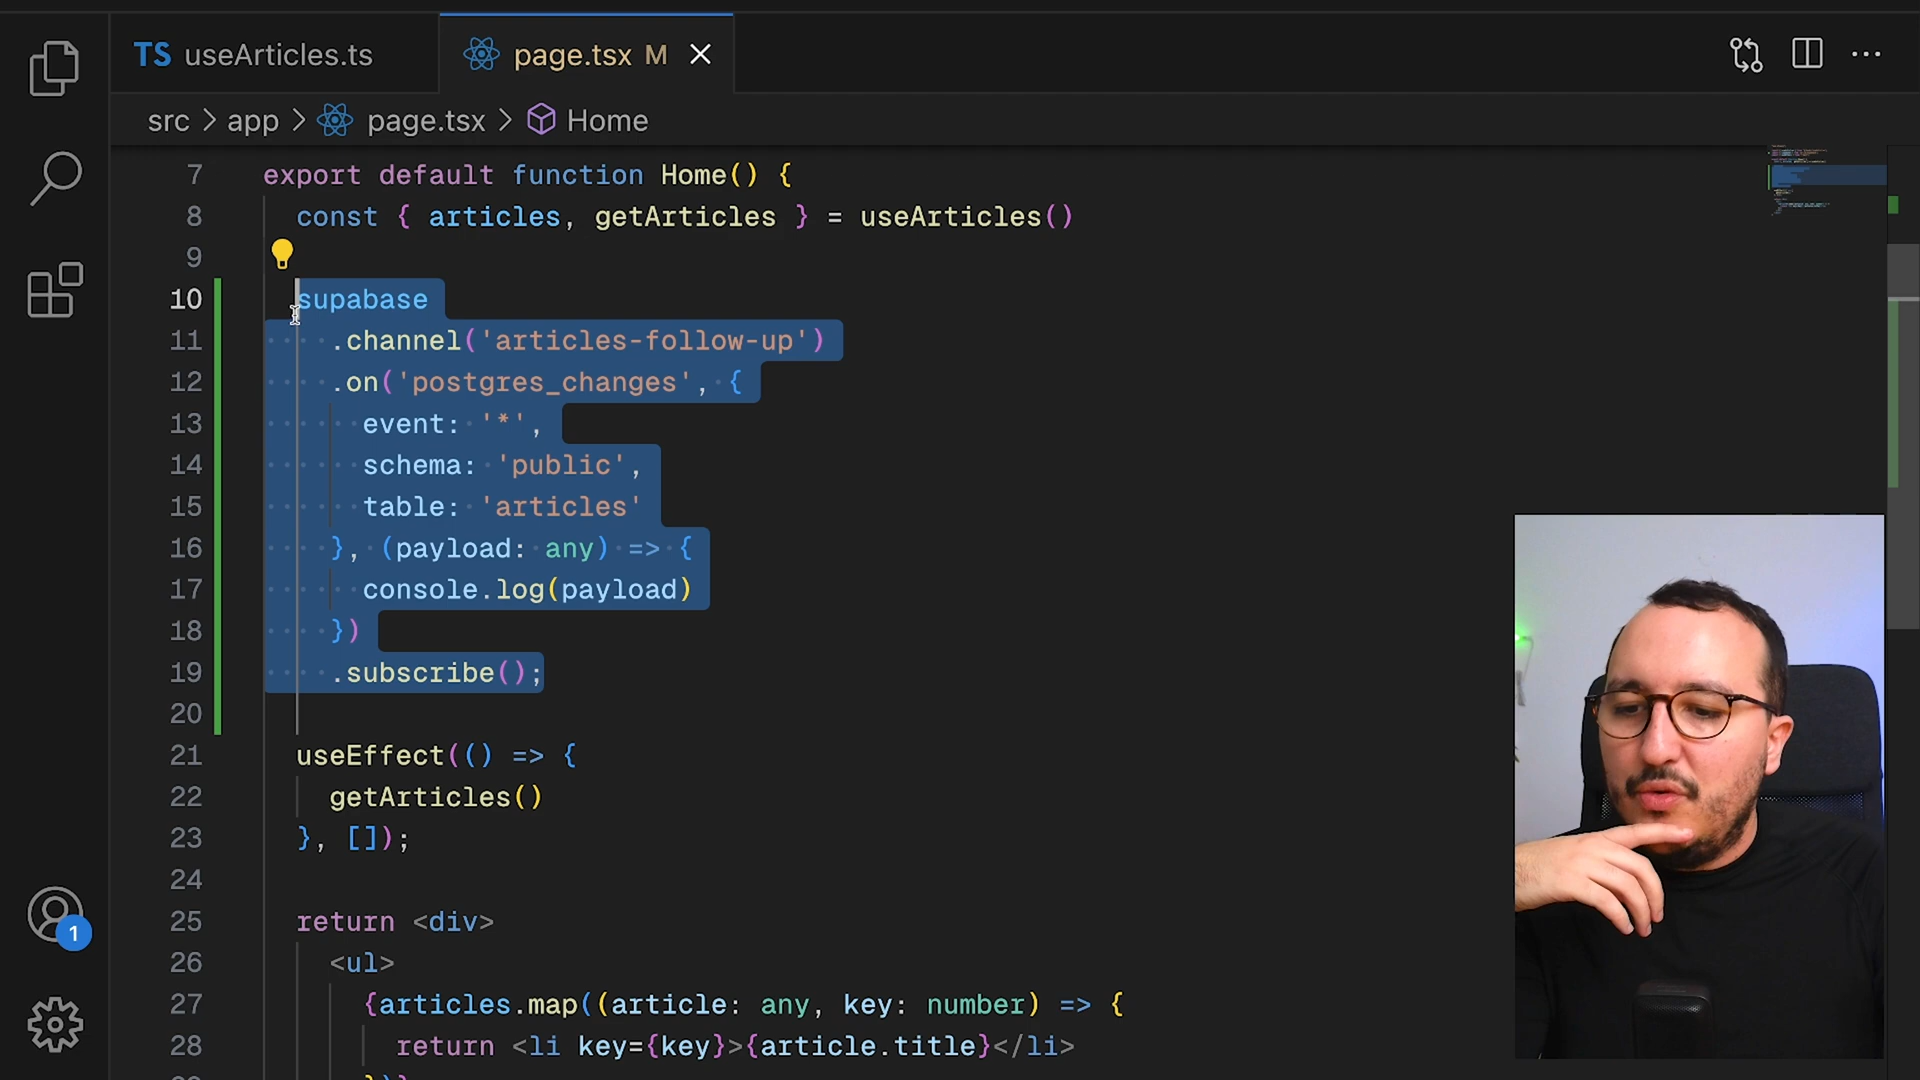 TS useArticles.ts
page.tsx M
src > app > page.tsx > Home
7 export default function Home() {
8 const { articles, getArticles } = useArticles()
9
10 supabase
11 .channel('articles-follow-up')
12 .on('postgres_changes', {
13 event: '*',
14 schema: 'public',
15 table: 'articles'
16 }, (payload: any) => {
17 console.log(payload)
18 })
19 .subscribe();
20
21 useEffect(() => {
22 getArticles()
23 }, []);
24
25 return <div>
26 <ul>
27 {articles.map((article: any, key: number) => {
28 return <li key={key}>{article.title}</li>
1